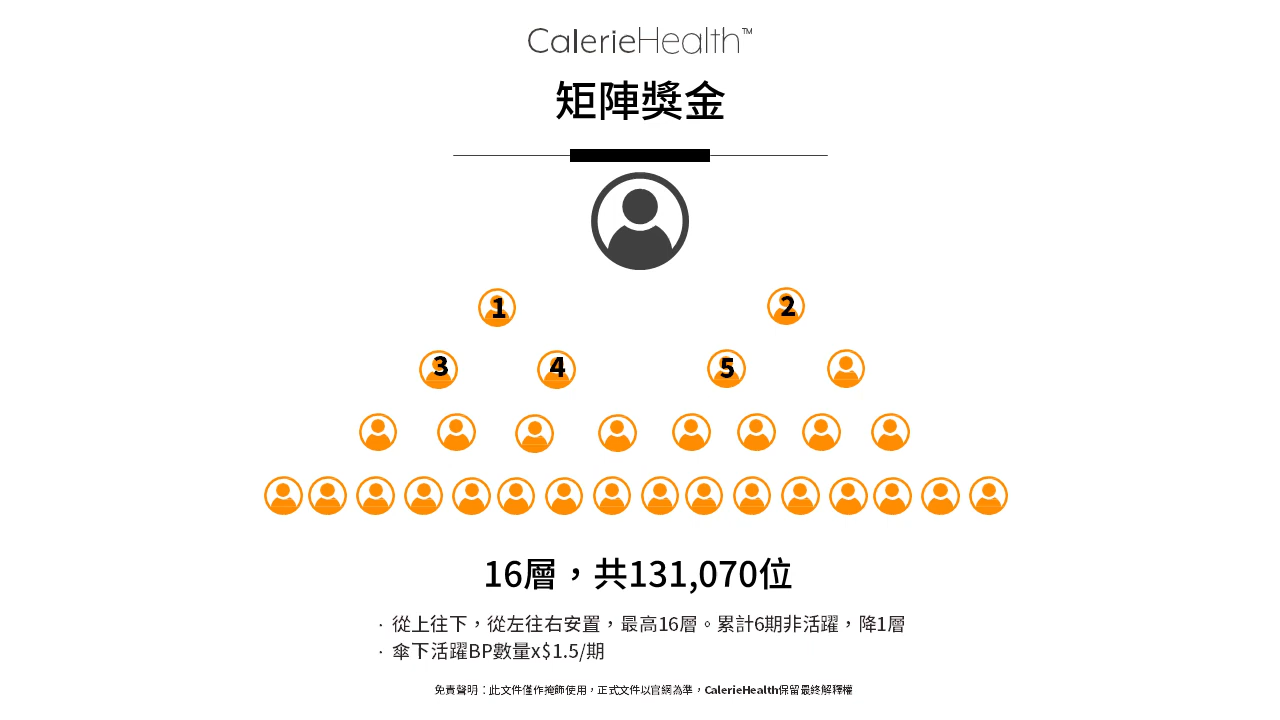 CalerieHealth™
矩陣獎金
1
2
3
4
5
16層，共131,070位
· 從上往下，從左往右安置，最高16層。累計6期非活躍，降1層
· 傘下活躍BP數量x$1.5/期
免責聲明：此文件僅作掩飾使用，正式文件以官網為準，CalerieHealth保留最終解釋權